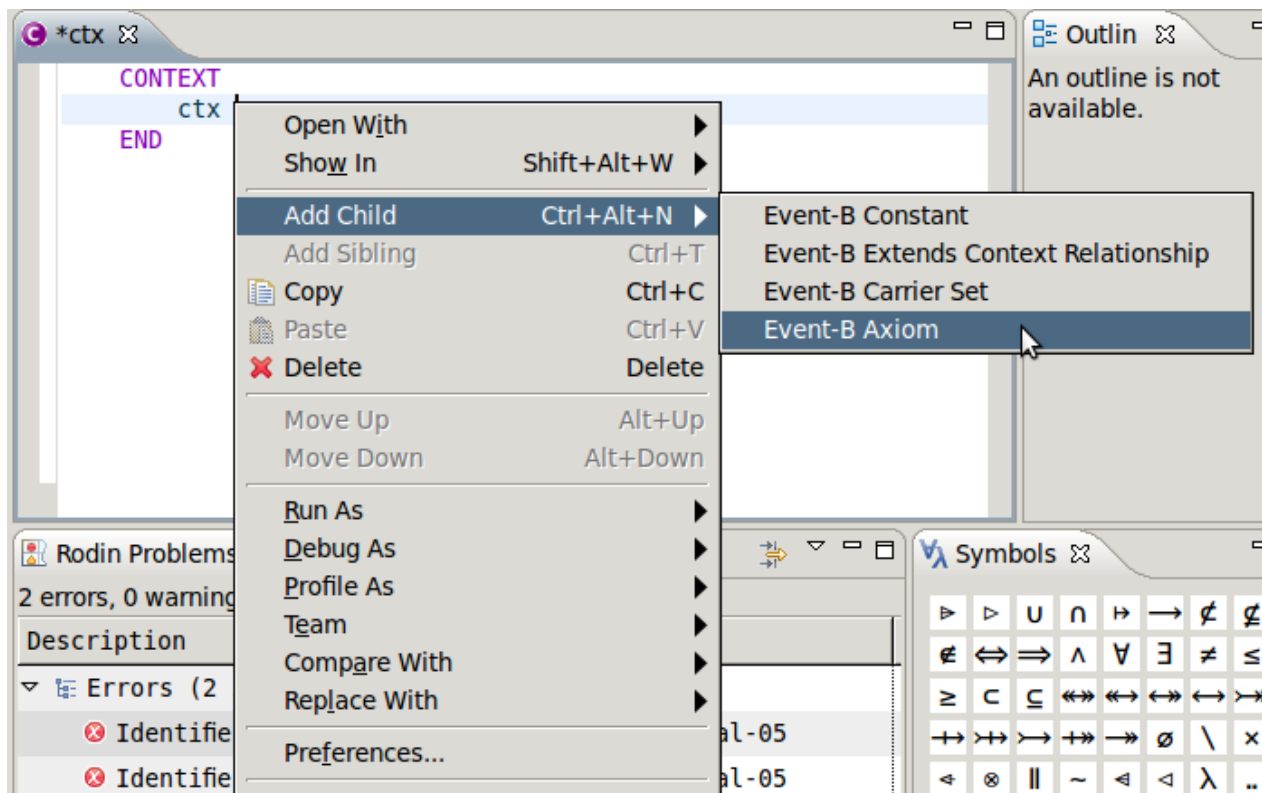 *ctx
Outlin
CONTEXT
ctx
END
An outline is not
available.
Open With
Show In Shift+Alt+W
Add Child Ctrl+Alt+N
Add Sibling Ctrl+T
Copy Ctrl+C
Paste Ctrl+V
Delete Delete
Move Up Alt+Up
Move Down Alt+Down
Run As
Debug As
Profile As
Team
Compare With
Replace With
Preferences...
Event-B Constant
Event-B Extends Context Relationship
Event-B Carrier Set
Event-B Axiom
Rodin Problems
2 errors, 0 warning
Description
Errors (2
Identifie al-05
Identifie al-05
Symbols
∪ ∩ ↦ ⊄
∉ ⇔ ⇒ ∧ ∀ ∃ ≠ ≤
≥ ⊂ ⊆
∅ \ ×
⊗ ∥ ∼ ◁ λ ‥